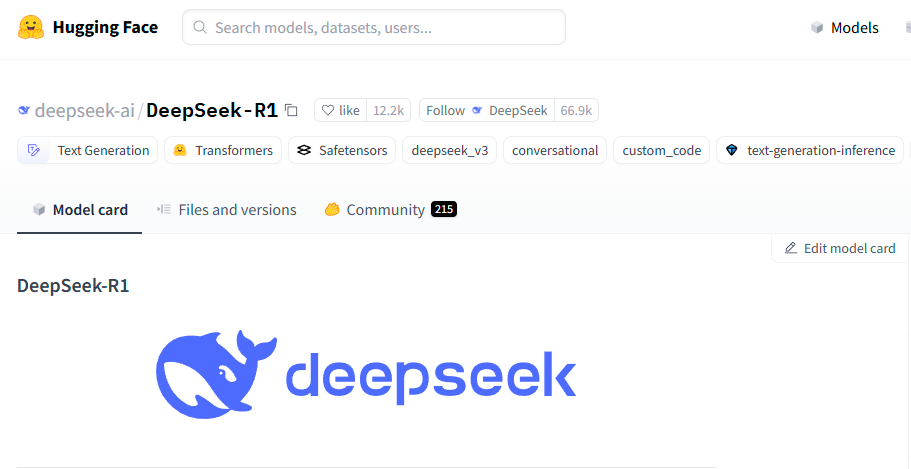 Hugging Face Search models, datasets, users... Models
deepseek-ai/DeepSeek-R1 like 12.2k Follow DeepSeek 66.9k
Text Generation Transformers Safetensors deepseek_v3 conversational custom_code text-generation-inference
Model card Files and versions Community 215
Edit model card
DeepSeek-R1
deepseek